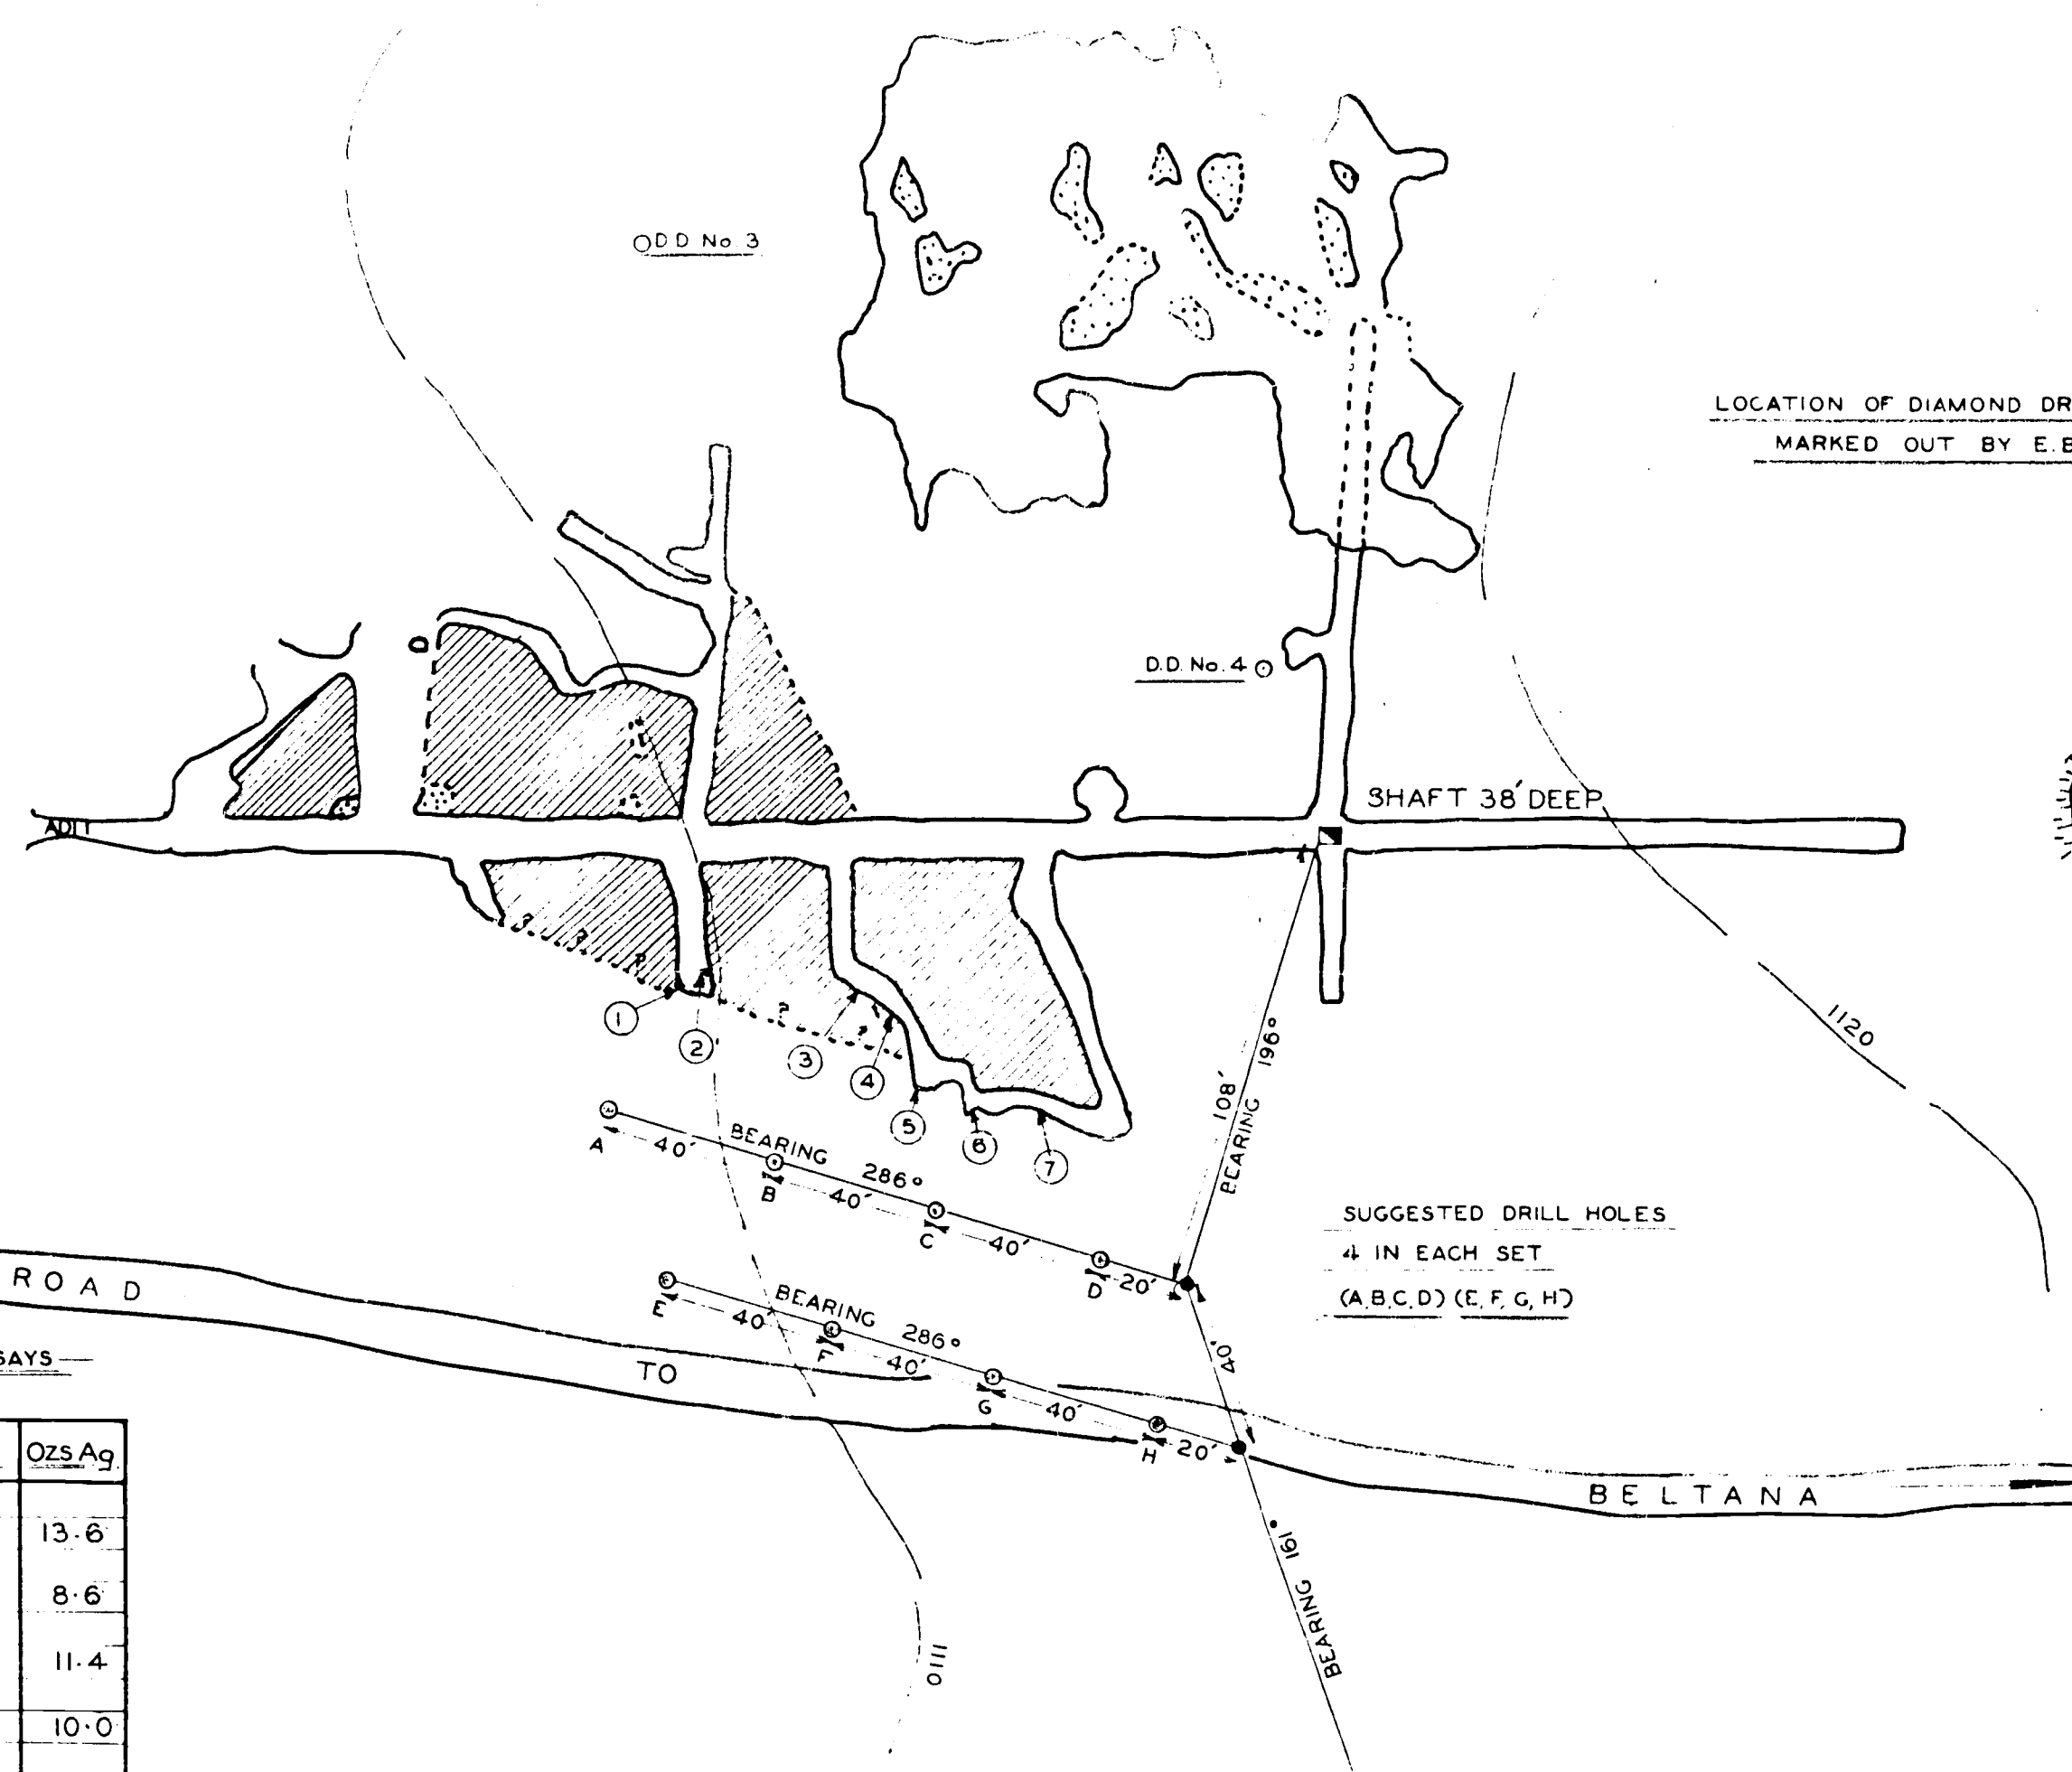 DD No. 3
LOCATION OF DIAMOND DR
MARKED OUT BY E.B
D.D. No. 4
SHAFT 38' DEEP
ADIT
?
?
?
?
?
1
2
3
4
5
6
7
1120
108'
BEARING 196°
A
40'
BEARING 286°
B
40'
C
40'
D
20'
SUGGESTED DRILL HOLES
4 IN EACH SET
(A.B.C.D) (E, F, G, H)
ROAD
TO
BELTANA
E
40'
BEARING 286°
F
40'
G
40'
H
20'
40'
BEARING 161°
1110
SAYS
Ozs Ag
13.6
8.6
11.4
10.0